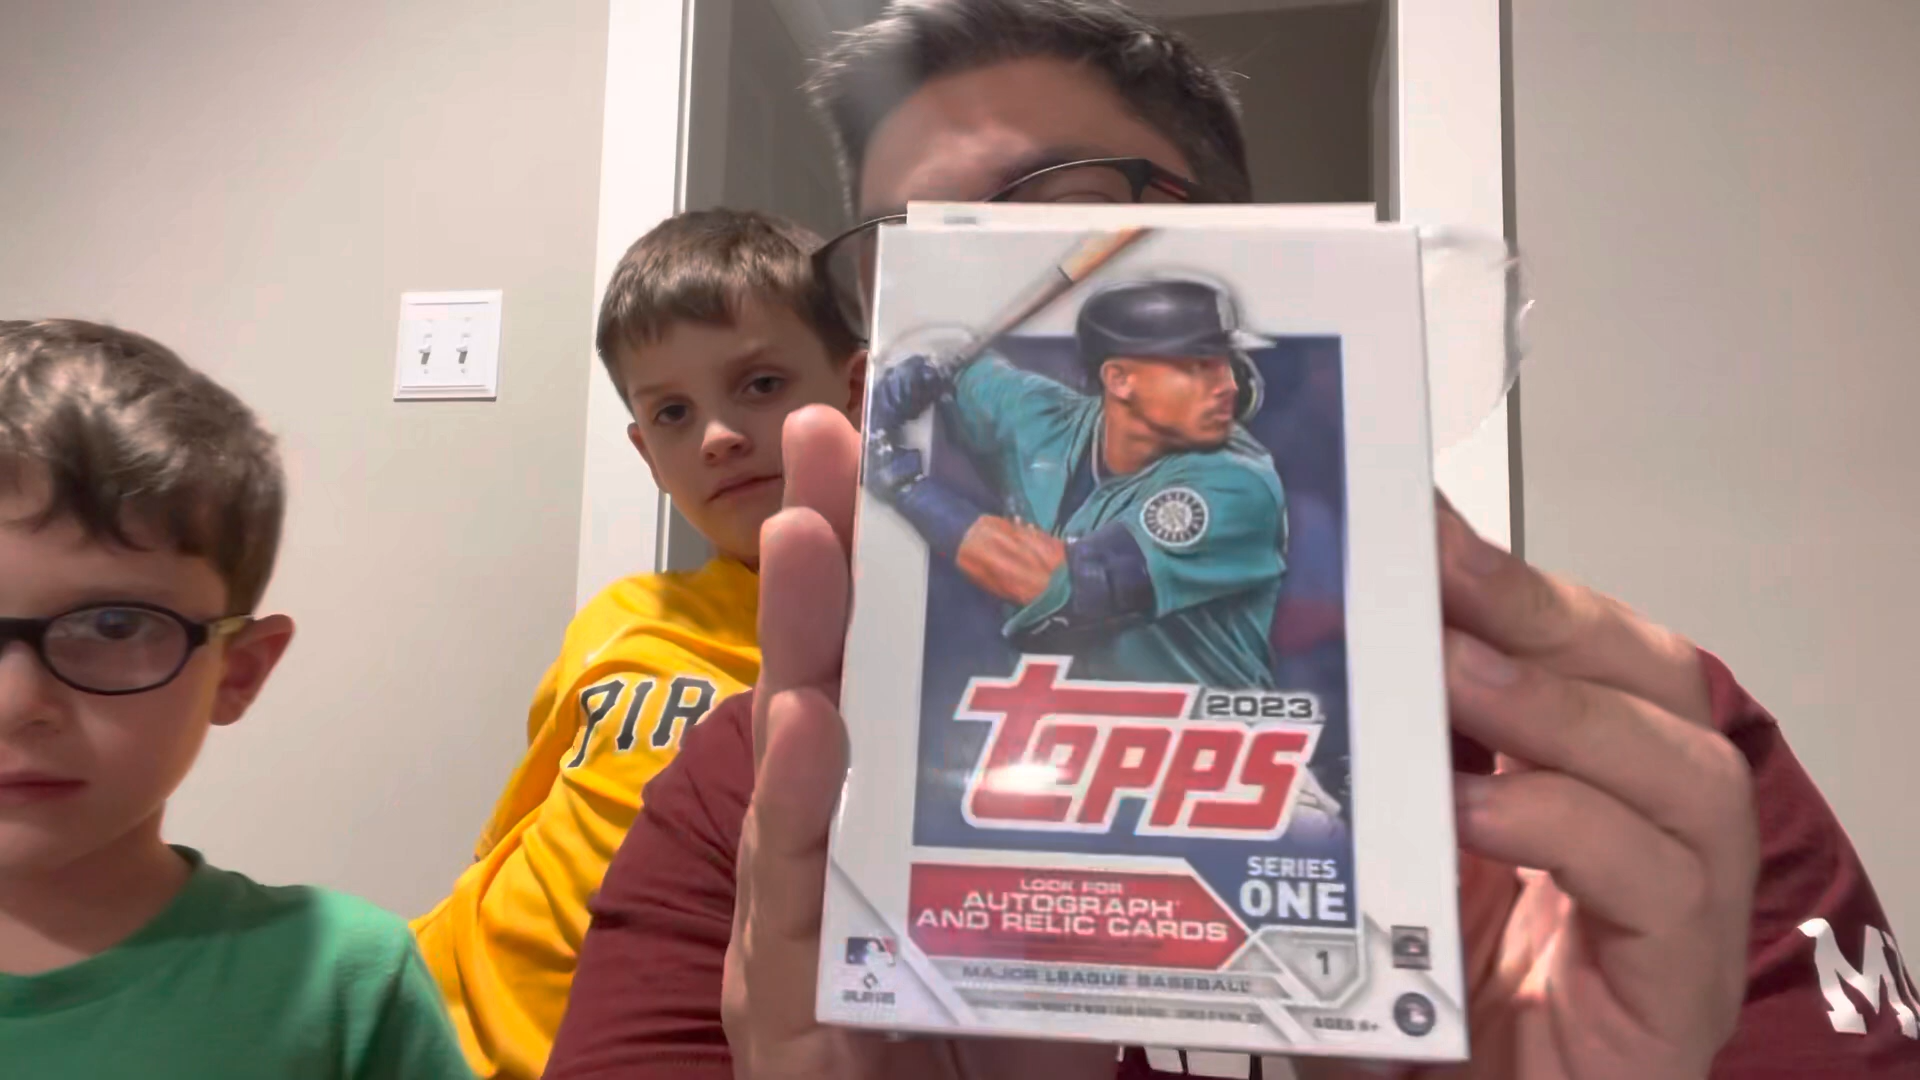 PIR
2023
Topps
SERIES
ONE
LOOK FOR
AUTOGRAPH
AND RELIC CARDS
1
MAJOR LEAGUE BASEBALL
AGES 6+